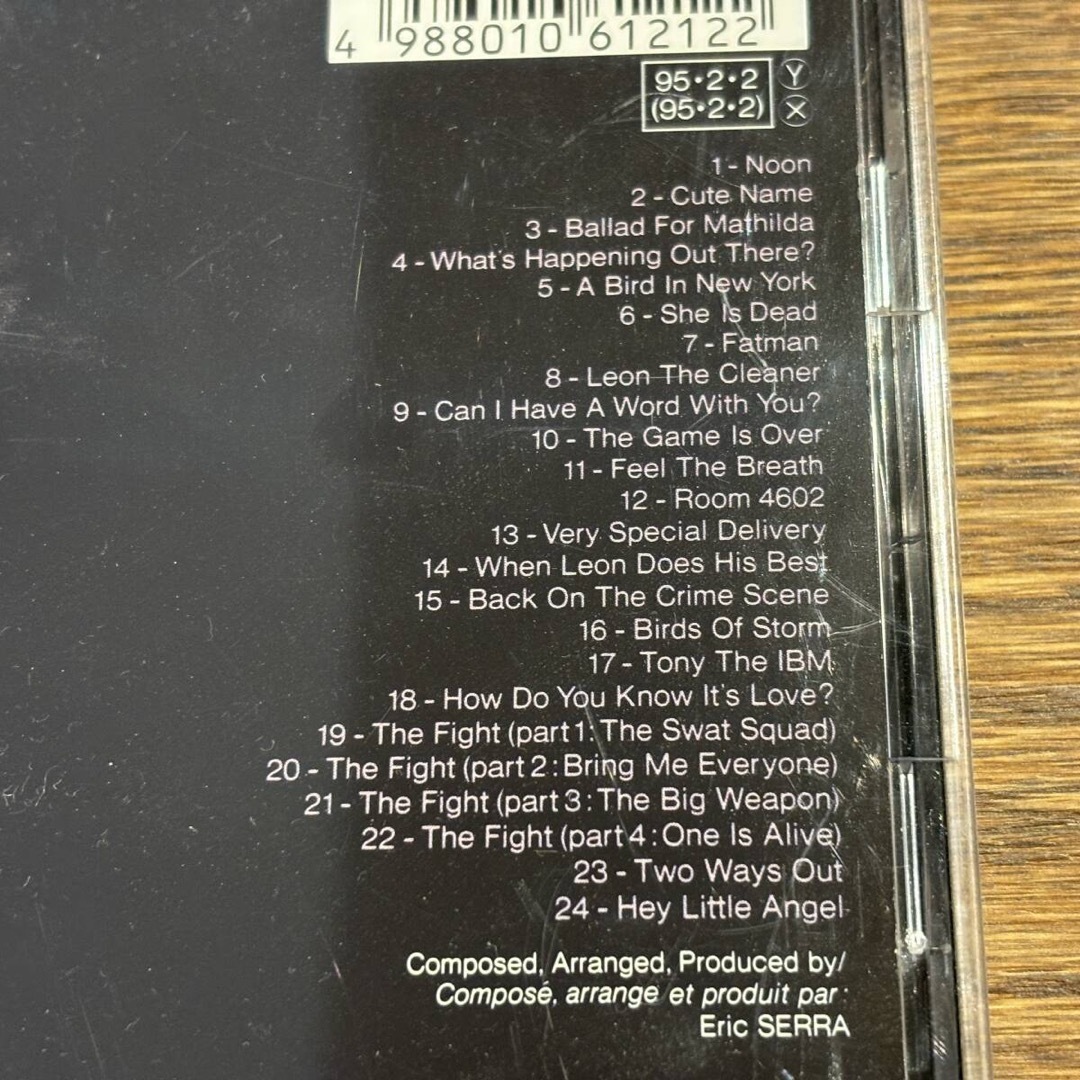 4 988010 612122
95・2・2 Y
(95・2・2) X
1 - Noon
2 - Cute Name
3 - Ballad For Mathilda
4 - What's Happening Out There?
5 - A Bird In New York
6 - She Is Dead
7 - Fatman
8 - Leon The Cleaner
9 - Can I Have A Word With You?
10 - The Game Is Over
11 - Feel The Breath
12 - Room 4602
13 - Very Special Delivery
14 - When Leon Does His Best
15 - Back On The Crime Scene
16 - Birds Of Storm
17 - Tony The IBM
18 - How Do You Know It's Love?
19 - The Fight (part 1: The Swat Squad)
20 - The Fight (part 2: Bring Me Everyone)
21 - The Fight (part 3: The Big Weapon)
22 - The Fight (part 4: One Is Alive)
23 - Two Ways Out
24 - Hey Little Angel
Composed, Arranged, Produced by/
Composé, arrange et produit par :
Eric SERRA